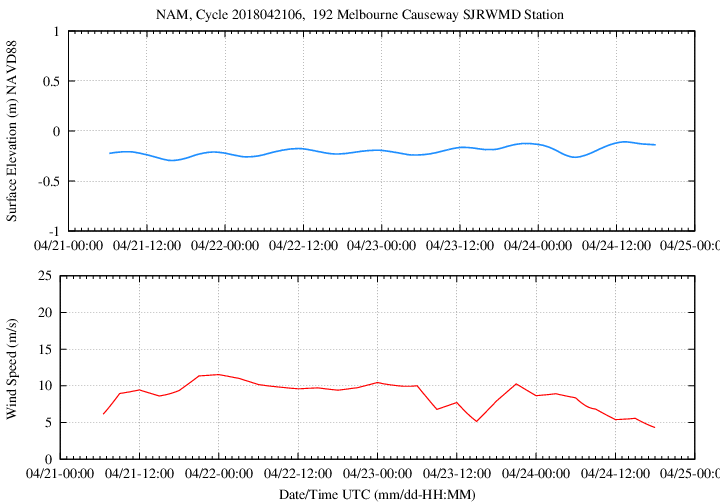 NAM, Cycle 2018042106,  192 Melbourne Causeway SJRWMD Station
Surface Elevation (m) NAVD88
1
0.5
0
-0.5
-1
04/21-00:00 04/21-12:00 04/22-00:00 04/22-12:00 04/23-00:00 04/23-12:00 04/24-00:00 04/24-12:00 04/25-0
Wind Speed (m/s)
25
20
15
10
5
0
04/21-00:00 04/21-12:00 04/22-00:00 04/22-12:00 04/23-00:00 04/23-12:00 04/24-00:00 04/24-12:00 04/25-0
Date/Time UTC (mm/dd-HH:MM)